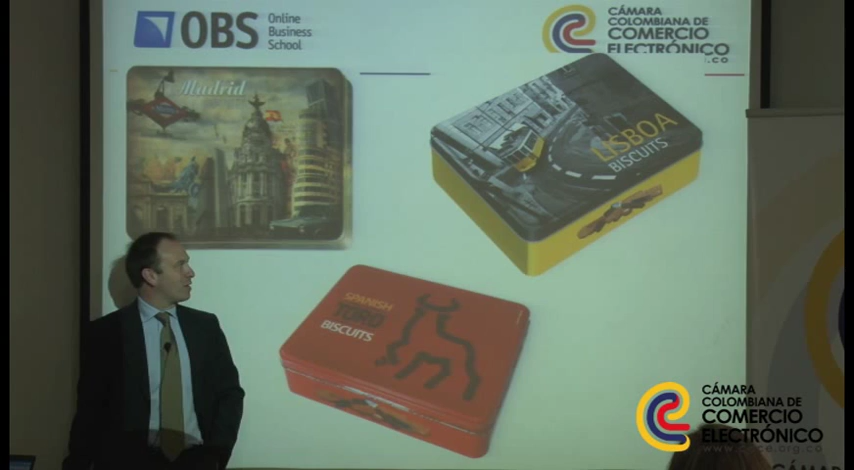 OBS
Online
Business
School
CÁMARA
COLOMBIANA DE
COMERCIO
ELECTRÓNICO
.co
Madrid
LISBOA
BISCUITS
SPANISH
TORO
BISCUITS
CÁMARA
COLOMBIANA DE
COMERCIO
ELECTRÓNICO
CÁMAR